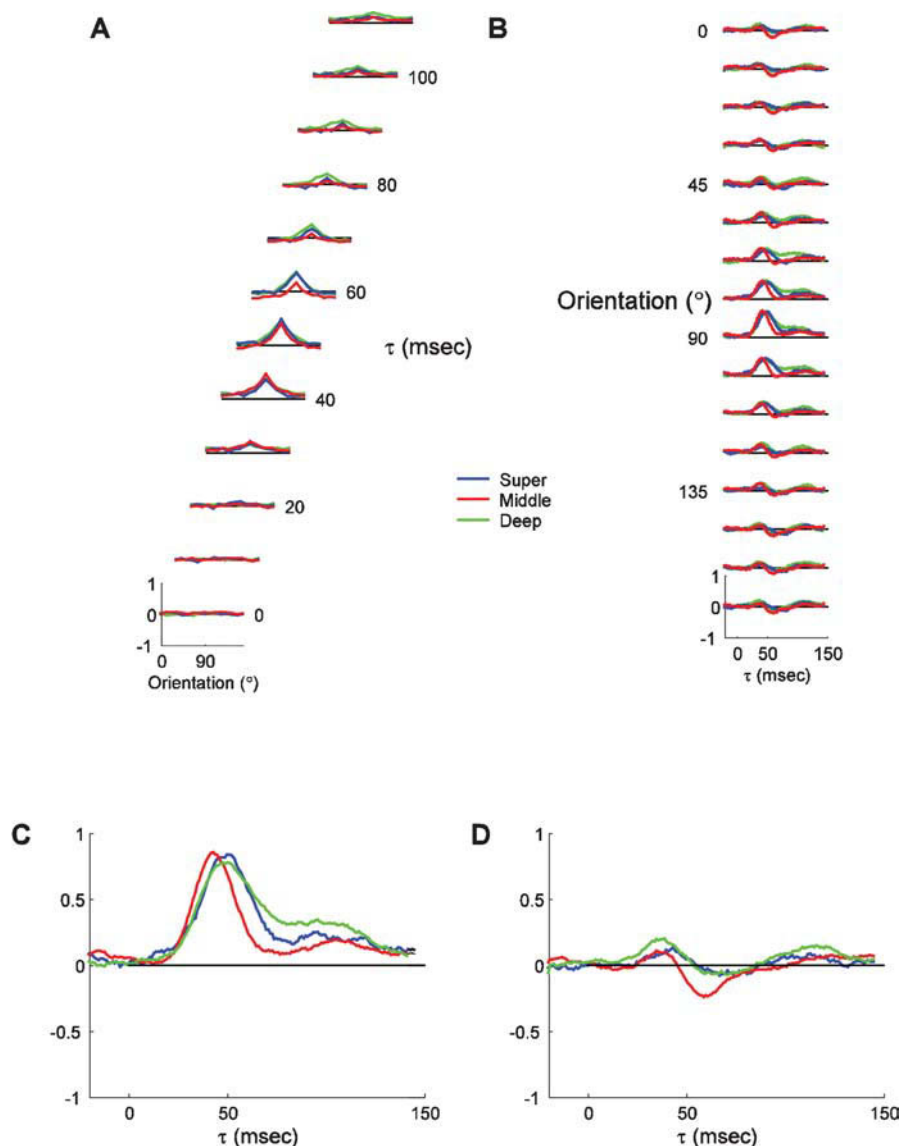 A
100
80
60
τ (msec)
40
20
1
0
-1
0
0 90
Orientation (°)
Super
Middle
Deep
B
0
45
Orientation (°)
90
135
1
0
-1
0 50 150
τ (msec)
C
1
0.5
0
-0.5
-1
0 50 150
τ (msec)
D
1
0.5
0
-0.5
-1
0 50 150
τ (msec)